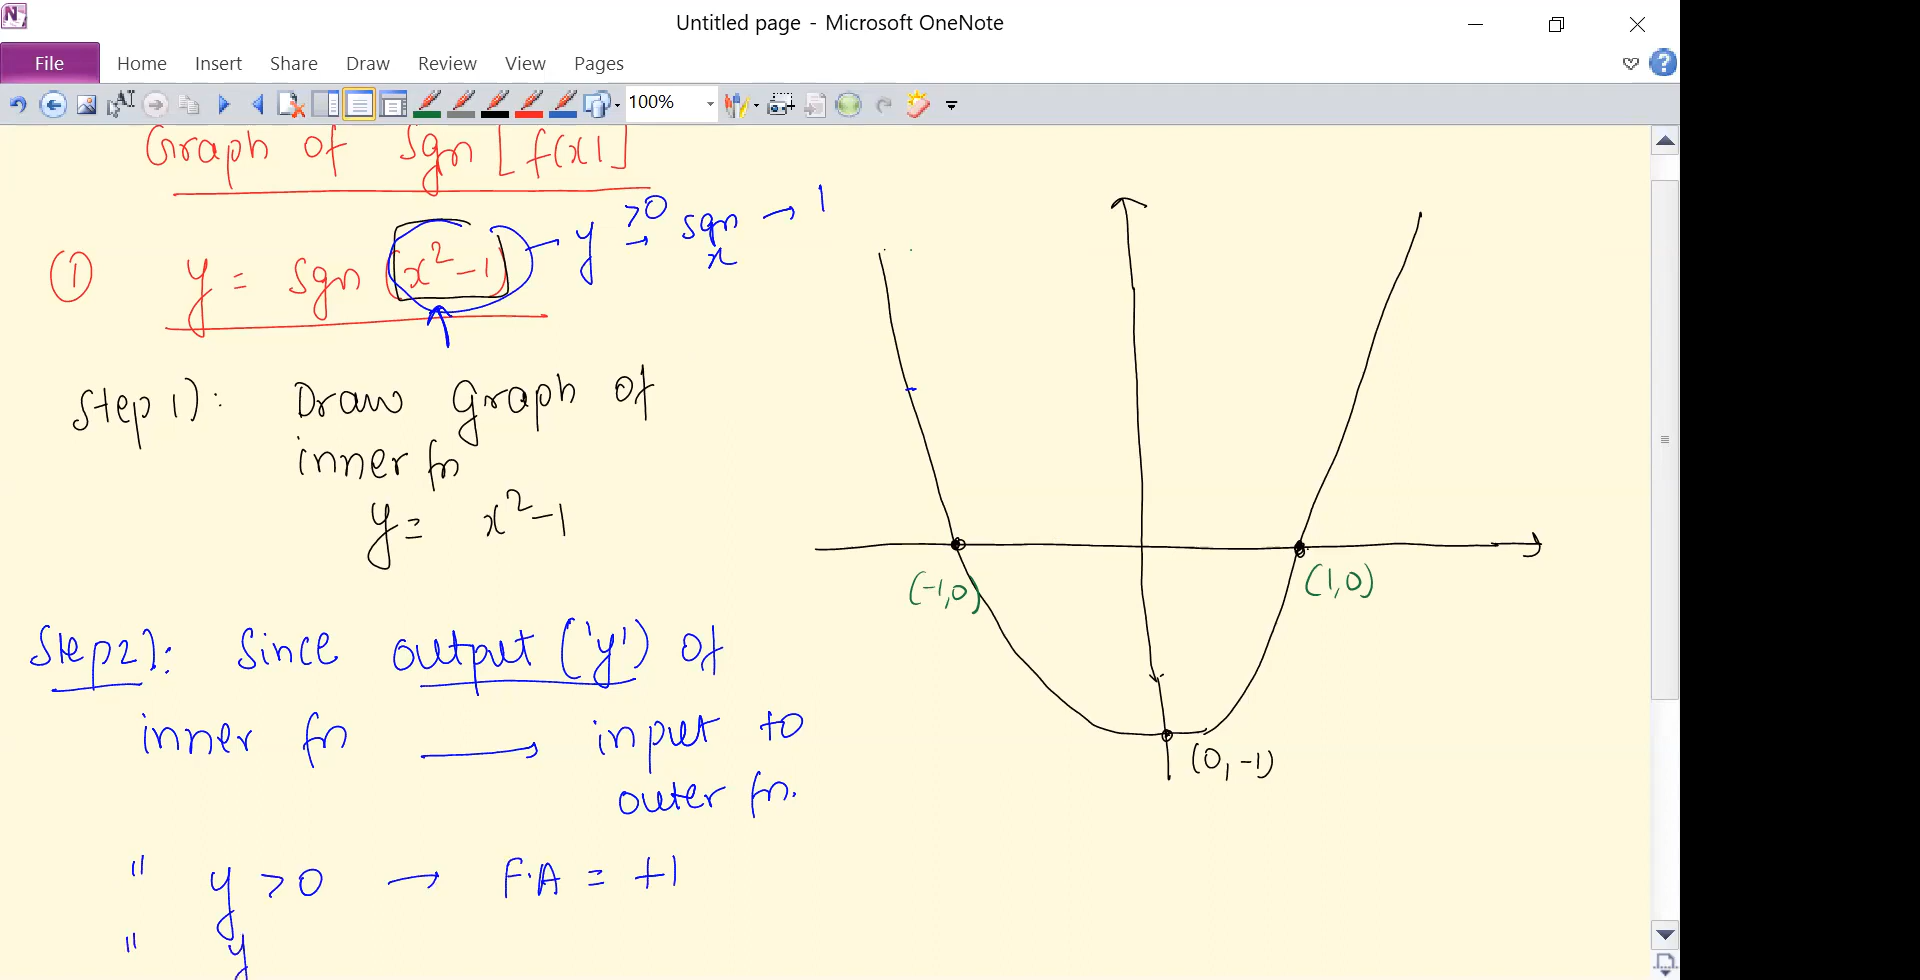 Untitled page - Microsoft OneNote
File Home Insert Share Draw Review View Pages
100%
Graph of Sgn [f(x)]
① y = sgn (x²-1) → y >0 → sgn x → 1
Step 1): Draw Graph of
inner fn
y = x²-1
Step 2): Since output ('y') of
inner fn → input to
outer fn.
" y >0 → F.A = +1
" y
(-1,0)
(1,0)
(0,-1)